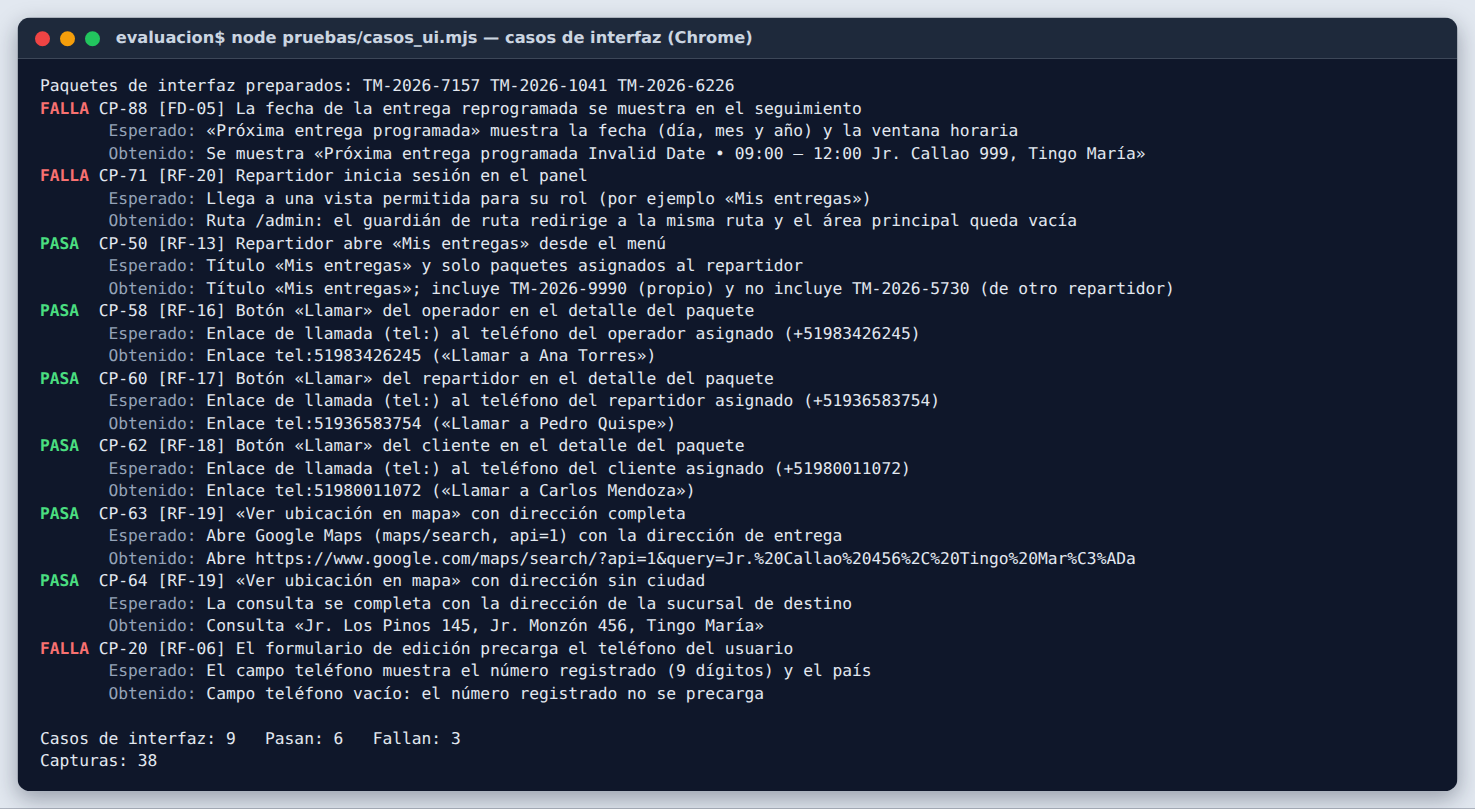 evaluacion$ node pruebas/casos_ui.mjs — casos de interfaz (Chrome)
Paquetes de interfaz preparados: TM-2026-7157 TM-2026-1041 TM-2026-6226
FALLA CP-88 [FD-05] La fecha de la entrega reprogramada se muestra en el seguimiento
Esperado: «Próxima entrega programada» muestra la fecha (día, mes y año) y la ventana horaria
Obtenido: Se muestra «Próxima entrega programada Invalid Date • 09:00 – 12:00 Jr. Callao 999, Tingo María»
FALLA CP-71 [RF-20] Repartidor inicia sesión en el panel
Esperado: Llega a una vista permitida para su rol (por ejemplo «Mis entregas»)
Obtenido: Ruta /admin: el guardián de ruta redirige a la misma ruta y el área principal queda vacía
PASA CP-50 [RF-13] Repartidor abre «Mis entregas» desde el menú
Esperado: Título «Mis entregas» y solo paquetes asignados al repartidor
Obtenido: Título «Mis entregas»; incluye TM-2026-9990 (propio) y no incluye TM-2026-5730 (de otro repartidor)
PASA CP-58 [RF-16] Botón «Llamar» del operador en el detalle del paquete
Esperado: Enlace de llamada (tel:) al teléfono del operador asignado (+51983426245)
Obtenido: Enlace tel:51983426245 («Llamar a Ana Torres»)
PASA CP-60 [RF-17] Botón «Llamar» del repartidor en el detalle del paquete
Esperado: Enlace de llamada (tel:) al teléfono del repartidor asignado (+51936583754)
Obtenido: Enlace tel:51936583754 («Llamar a Pedro Quispe»)
PASA CP-62 [RF-18] Botón «Llamar» del cliente en el detalle del paquete
Esperado: Enlace de llamada (tel:) al teléfono del cliente asignado (+51980011072)
Obtenido: Enlace tel:51980011072 («Llamar a Carlos Mendoza»)
PASA CP-63 [RF-19] «Ver ubicación en mapa» con dirección completa
Esperado: Abre Google Maps (maps/search, api=1) con la dirección de entrega
Obtenido: Abre https://www.google.com/maps/search/?api=1&query=Jr.%20Callao%20456%2C%20Tingo%20Mar%C3%ADa
PASA CP-64 [RF-19] «Ver ubicación en mapa» con dirección sin ciudad
Esperado: La consulta se completa con la dirección de la sucursal de destino
Obtenido: Consulta «Jr. Los Pinos 145, Jr. Monzón 456, Tingo María»
FALLA CP-20 [RF-06] El formulario de edición precarga el teléfono del usuario
Esperado: El campo teléfono muestra el número registrado (9 dígitos) y el país
Obtenido: Campo teléfono vacío: el número registrado no se precarga
Casos de interfaz: 9 Pasan: 6 Fallan: 3
Capturas: 38